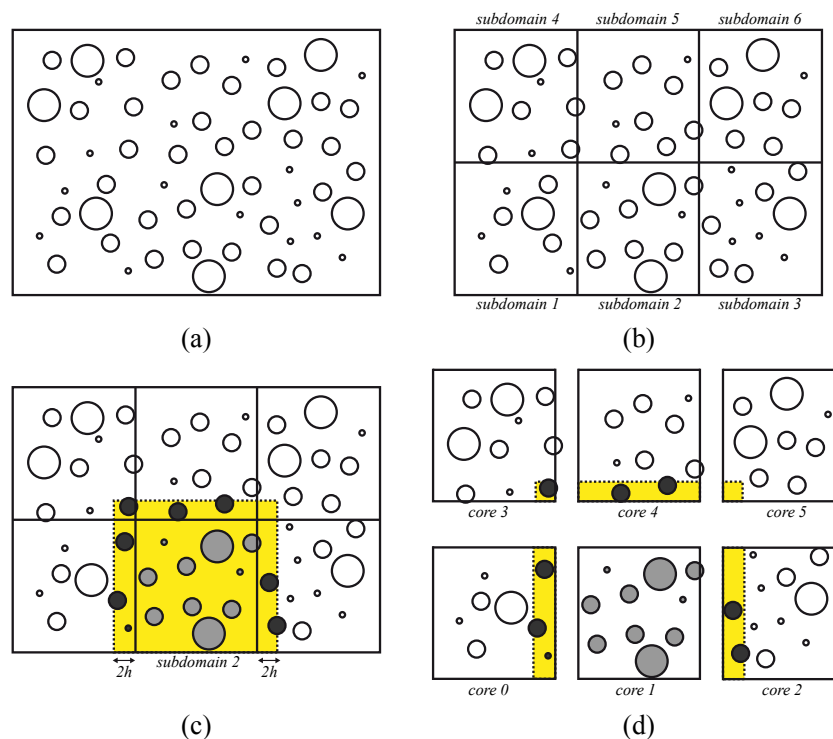 subdomain 4 subdomain 5 subdomain 6
subdomain 1 subdomain 2 subdomain 3
(a) (b)
core 3 core 4 core 5
2h subdomain 2 2h
core 0 core 1 core 2
(c) (d)